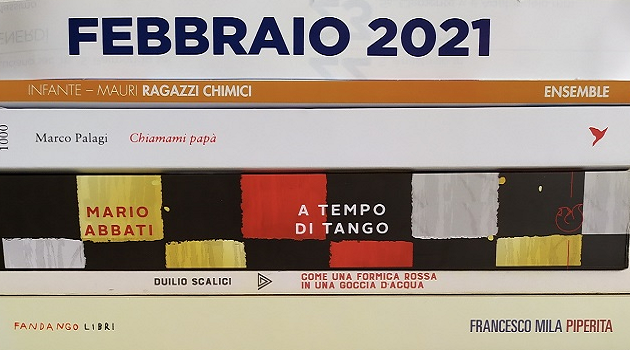 FEBBRAIO 2021
INFANTE – MAURI RAGAZZI CHIMICI ENSEMBLE
1000
Marco Palagi Chiamami papà
MARIO
ABBATI
A TEMPO
DI TANGO
DUILIO SCALICI
COME UNA FORMICA ROSSA
IN UNA GOCCIA D'ACQUA
FANDANGO LIBRI
FRANCESCO MILA PIPERITA